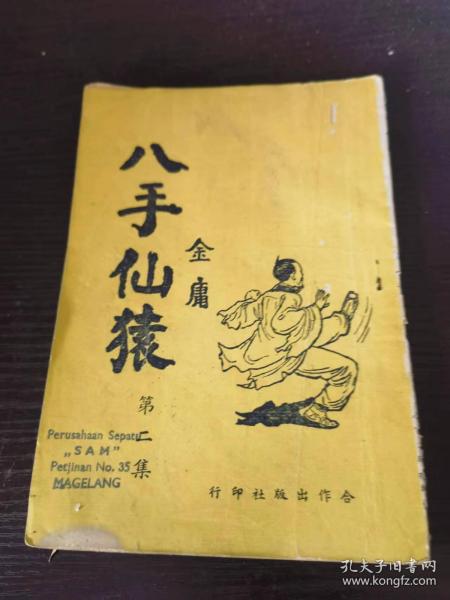 八手仙猿
金庸
第二集
Perusahaan Sepatu
„SAM"
Petjinan No. 35
MAGELANG
行印社版出作合
孔夫子旧书网
www.kongfz.com